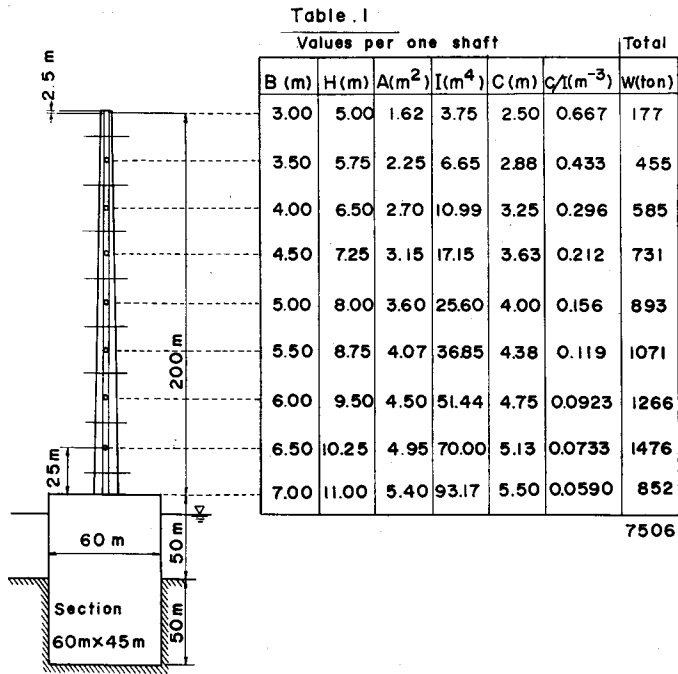 Table.1
Values per one shaft Total
B (m) H(m) A(m²) I(m⁴) C(m) C/I(m⁻³) W(ton)
3.00 5.00 1.62 3.75 2.50 0.667 177
3.50 5.75 2.25 6.65 2.88 0.433 455
4.00 6.50 2.70 10.99 3.25 0.296 585
4.50 7.25 3.15 17.15 3.63 0.212 731
5.00 8.00 3.60 25.60 4.00 0.156 893
5.50 8.75 4.07 36.85 4.38 0.119 1071
6.00 9.50 4.50 51.44 4.75 0.0923 1266
6.50 10.25 4.95 70.00 5.13 0.0733 1476
7.00 11.00 5.40 93.17 5.50 0.0590 852
7506
2.5 m
200 m
25 m
60 m
50 m
50 m
Section
60m×45m